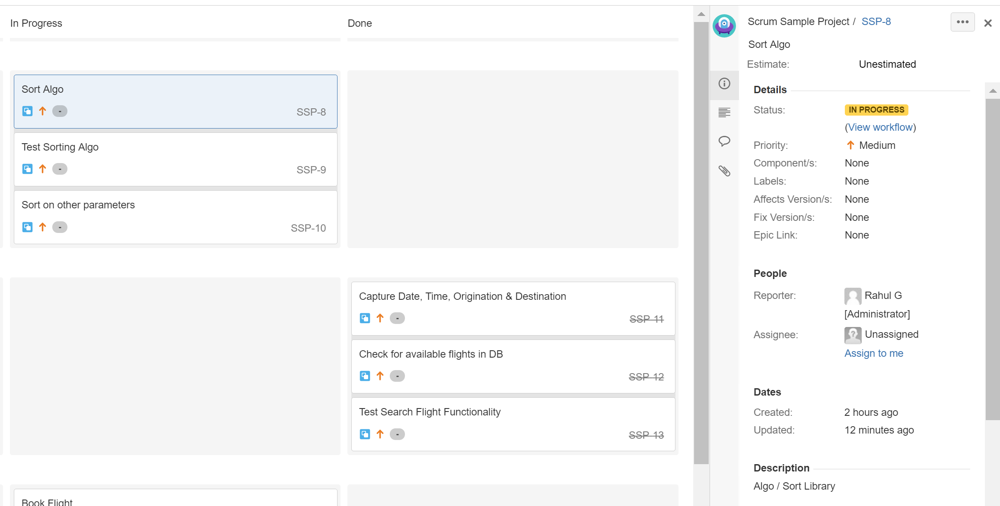 In Progress
Done
Sort Algo
-
SSP-8
Test Sorting Algo
-
SSP-9
Sort on other parameters
-
SSP-10
Capture Date, Time, Origination & Destination
-
SSP-11
Check for available flights in DB
-
SSP-12
Test Search Flight Functionality
-
SSP-13
Book Flight
Scrum Sample Project / SSP-8
Sort Algo
Estimate: Unestimated
Details
Status: IN PROGRESS
(View workflow)
Priority: Medium
Component/s: None
Labels: None
Affects Version/s: None
Fix Version/s: None
Epic Link: None
People
Reporter: Rahul G
[Administrator]
Assignee: Unassigned
Assign to me
Dates
Created: 2 hours ago
Updated: 12 minutes ago
Description
Algo / Sort Library